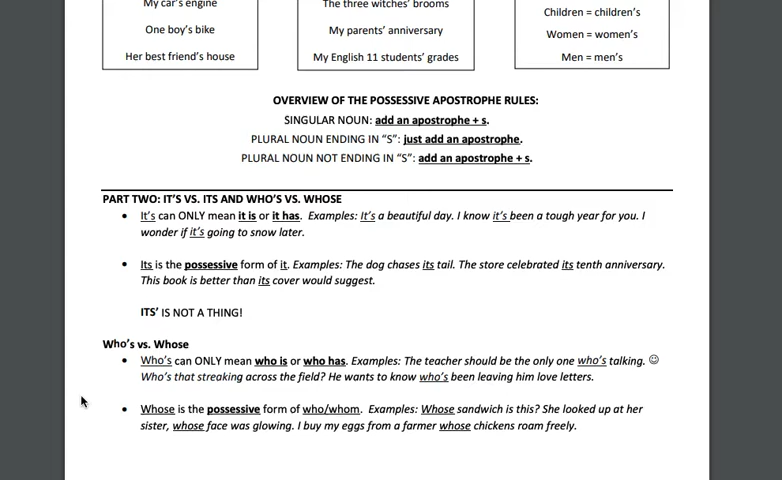 My car's engine
One boy's bike
Her best friend's house
The three witches' brooms
My parents' anniversary
My English 11 students' grades
Children = children's
Women = women's
Men = men's
OVERVIEW OF THE POSSESSIVE APOSTROPHE RULES:
SINGULAR NOUN: add an apostrophe + s.
PLURAL NOUN ENDING IN "S": just add an apostrophe.
PLURAL NOUN NOT ENDING IN "S": add an apostrophe + s.
PART TWO: IT'S VS. ITS AND WHO'S VS. WHOSE
• It's can ONLY mean it is or it has. Examples: It's a beautiful day. I know it's been a tough year for you. I
wonder if it's going to snow later.
• Its is the possessive form of it. Examples: The dog chases its tail. The store celebrated its tenth anniversary.
This book is better than its cover would suggest.
ITS' IS NOT A THING!
Who's vs. Whose
• Who's can ONLY mean who is or who has. Examples: The teacher should be the only one who's talking. ☺
Who's that streaking across the field? He wants to know who's been leaving him love letters.
• Whose is the possessive form of who/whom. Examples: Whose sandwich is this? She looked up at her
sister, whose face was glowing. I buy my eggs from a farmer whose chickens roam freely.